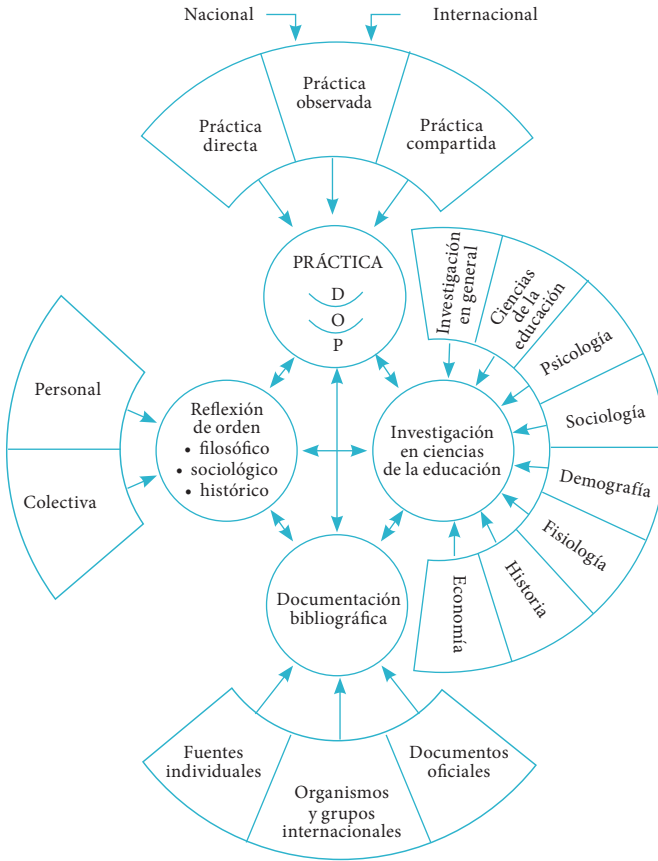 Nacional
Internacional
Práctica
directa
Práctica
observada
Práctica
compartida
PRÁCTICA
D
O
P
Investigación
en general
Ciencias
de la
educación
Psicología
Sociología
Demografía
Fisiología
Historia
Economía
Personal
Colectiva
Reflexión
de orden
• filosófico
• sociológico
• histórico
Investigación
en ciencias
de la educación
Documentación
bibliográfica
Fuentes
individuales
Organismos
y grupos
internacionales
Documentos
oficiales